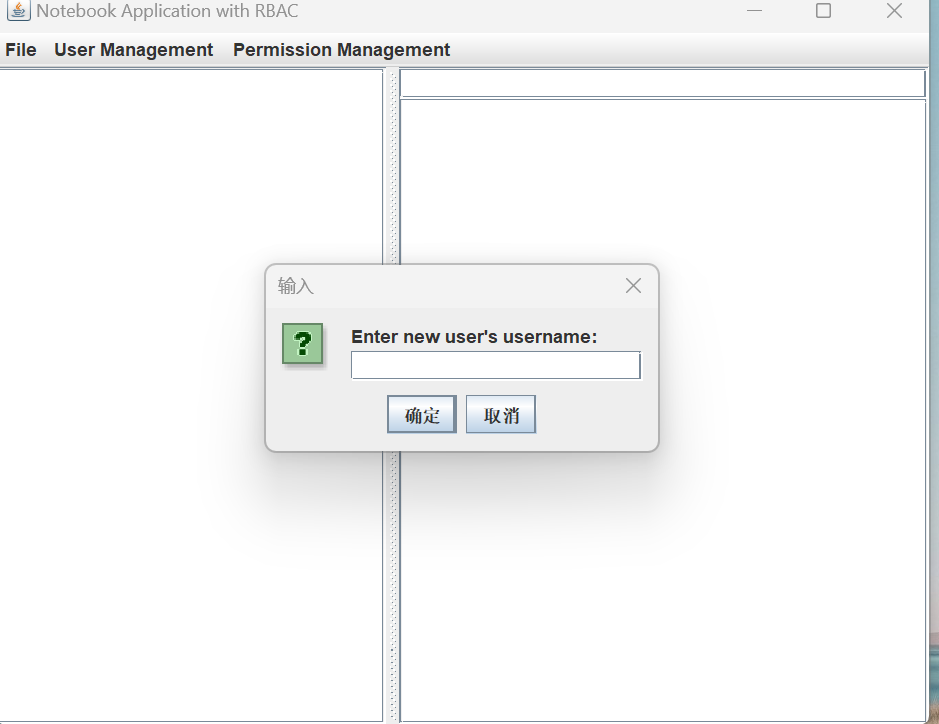 Notebook Application with RBAC
File User Management Permission Management
输入
Enter new user's username:
确定 取消